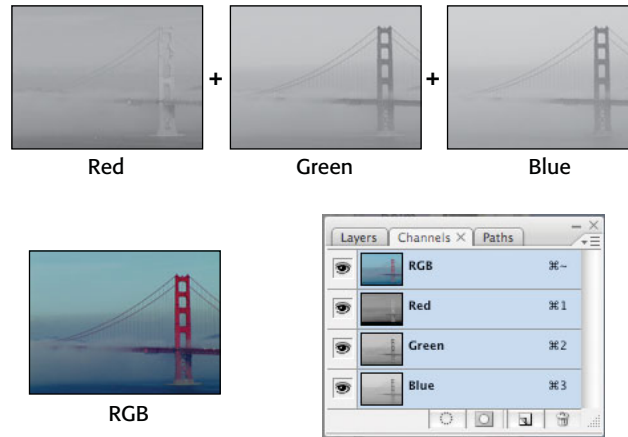 + +
Red Green Blue
Layers Channels × Paths
RGB ⌘~
Red ⌘1
Green ⌘2
Blue ⌘3
RGB